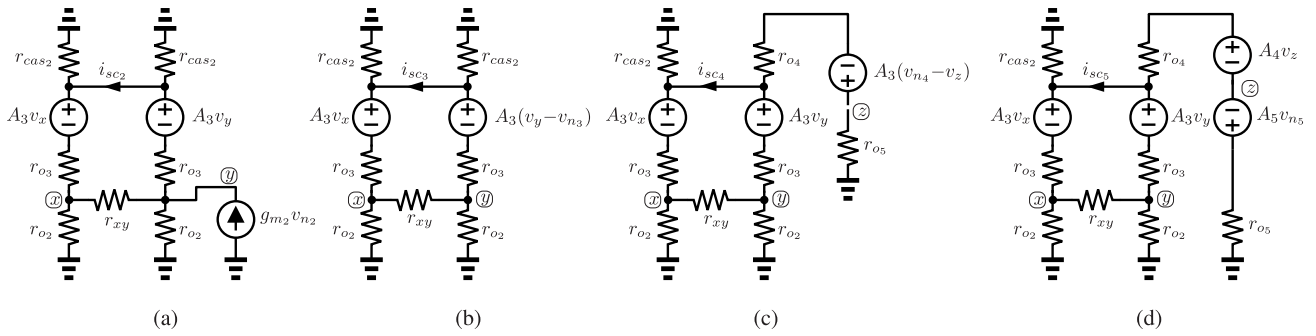 r_{cas_2} r_{cas_2}
i_{sc_2}
A_3v_x A_3v_y
r_{o_3} r_{o_3}
x y
r_{xy}
r_{o_2} r_{o_2} g_{m_2}v_{n_2}
(a)
r_{cas_2} r_{cas_2}
i_{sc_3}
A_3v_x A_3(v_y−v_{n_3})
r_{o_3} r_{o_3}
x y
r_{xy}
r_{o_2} r_{o_2}
(b)
r_{cas_2} r_{o_4} A_3(v_{n_4}−v_z)
i_{sc_4}
z
A_3v_x A_3v_y
r_{o_3} r_{o_3} r_{o_5}
x y
r_{xy}
r_{o_2} r_{o_2}
(c)
r_{cas_2} r_{o_4} A_4v_z
i_{sc_5}
z
A_3v_x A_3v_y A_5v_{n_5}
r_{o_3} r_{o_3}
x y
r_{xy}
r_{o_2} r_{o_2} r_{o_5}
(d)